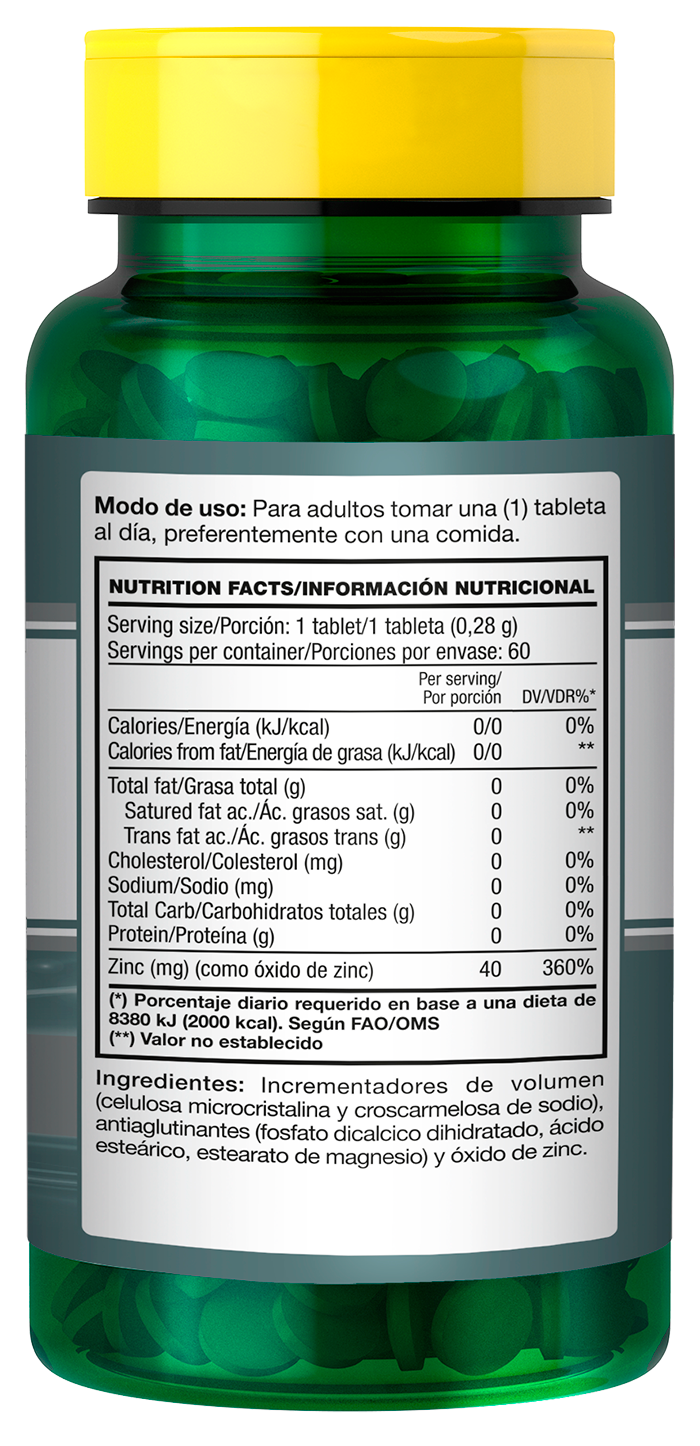 Modo de uso: Para adultos tomar una (1) tableta
al día, preferentemente con una comida.
NUTRITION FACTS/INFORMACIÓN NUTRICIONAL
Serving size/Porción: 1 tablet/1 tableta (0,28 g)
Servings per container/Porciones por envase: 60
Per serving/
Por porción DV/VDR%*
Calories/Energía (kJ/kcal) 0/0 0%
Calories from fat/Energía de grasa (kJ/kcal) 0/0 **
Total fat/Grasa total (g) 0 0%
Satured fat ac./Ác. grasos sat. (g) 0 0%
Trans fat ac./Ác. grasos trans (g) 0 **
Cholesterol/Colesterol (mg) 0 0%
Sodium/Sodio (mg) 0 0%
Total Carb/Carbohidratos totales (g) 0 0%
Protein/Proteína (g) 0 0%
Zinc (mg) (como óxido de zinc) 40 360%
(*) Porcentaje diario requerido en base a una dieta de
8380 kJ (2000 kcal). Según FAO/OMS
(**) Valor no establecido
Ingredientes: Incrementadores de volumen
(celulosa microcristalina y croscarmelosa de sodio),
antiaglutinantes (fosfato dicalcico dihidratado, ácido
esteárico, estearato de magnesio) y óxido de zinc.